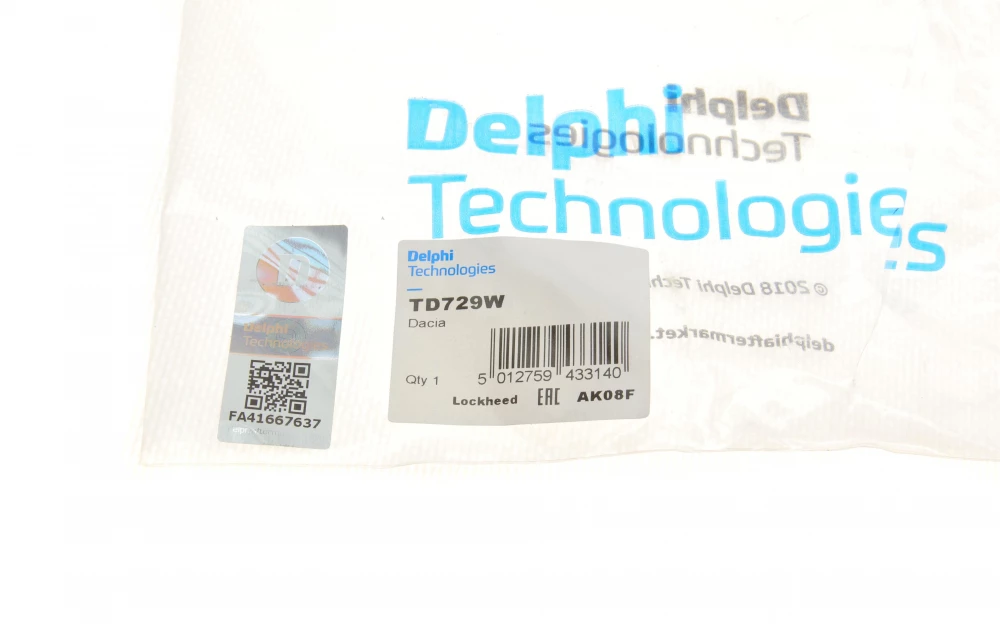 Delphi
Technologies
Delphi
Technologies
© 2018 Delphi Tech
delphiaftermarket.
Delphi
Technologies
FA41667637
Delphi
Technologies
TD729W
Dacia
Qty 1
5 012759 433140
Lockheed EAC AK08F